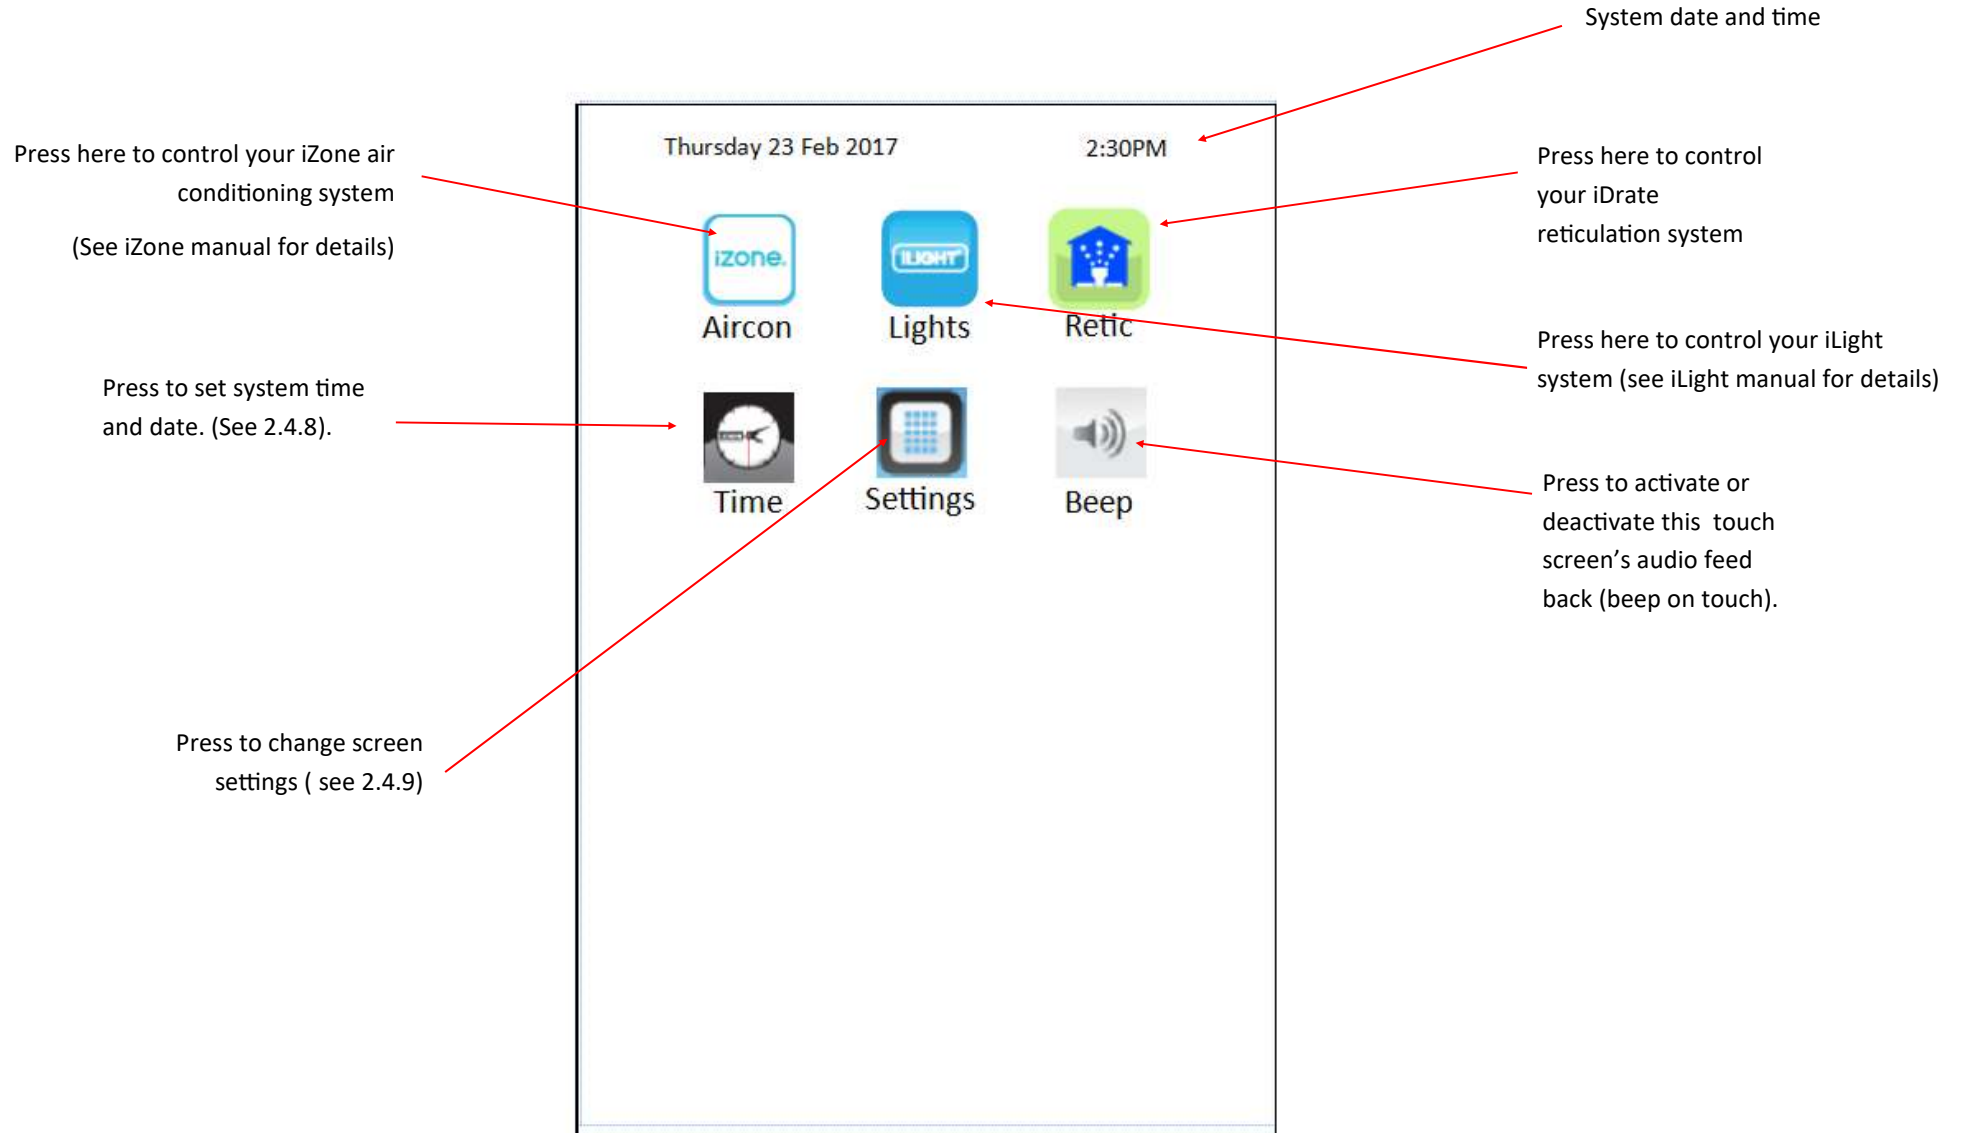 System date and time
Thursday 23 Feb 2017
2:30PM
Press here to control your iZone air
conditioning system
(See iZone manual for details)
Press here to control
your iDrate
reticulation system
izone.
iLIGHT
Aircon
Lights
Retic
Press here to control your iLight
system (see iLight manual for details)
Press to set system time
and date. (See 2.4.8).
Time
Settings
Beep
Press to activate or
deactivate this  touch
screen’s audio feed
back (beep on touch).
Press to change screen
settings ( see 2.4.9)